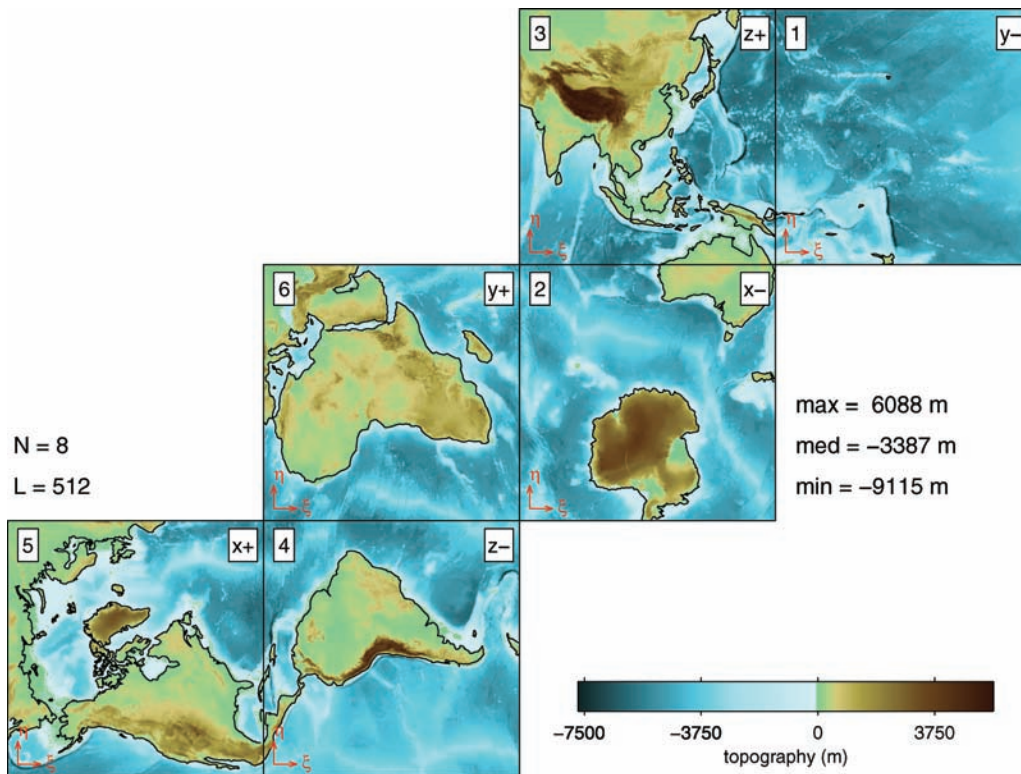 3 z+ 1 y−
η ξ η ξ
6 y+ 2 x−
max = 6088 m
N = 8
med = −3387 m
L = 512
min = −9115 m
η ξ η ξ
5 x+ 4 z−
η ξ η ξ
−7500 −3750 0 3750
topography (m)